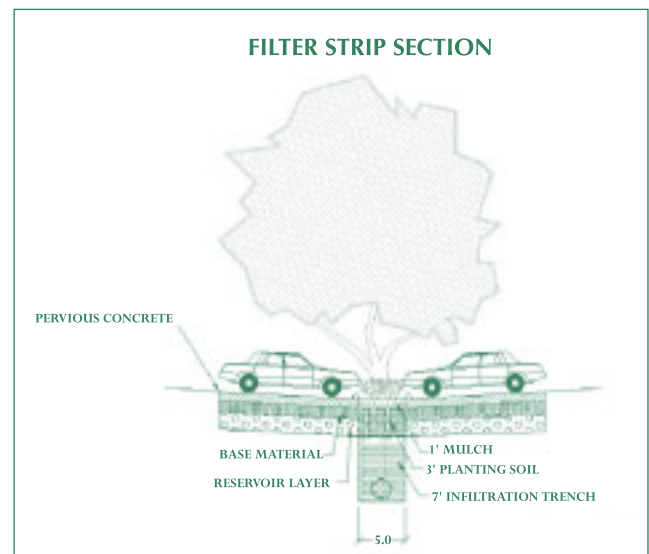 FILTER STRIP SECTION
PERVIOUS CONCRETE
BASE MATERIAL
RESERVOIR LAYER
1' MULCH
3' PLANTING SOIL
7' INFILTRATION TRENCH
5.0